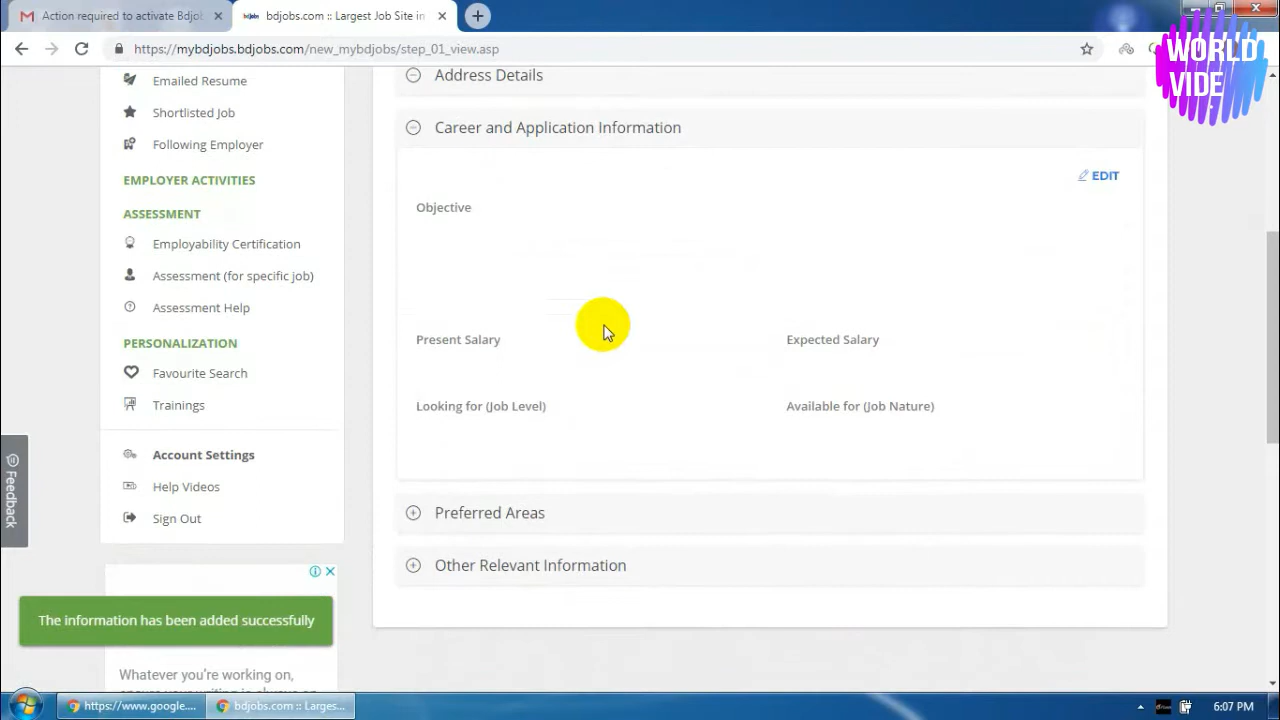 Action required to activate Bdjob
bdjobs.com :: Largest Job Site in
https://mybdjobs.bdjobs.com/new_mybdjobs/step_01_view.asp
WORLD
VIDE
Emailed Resume
Shortlisted Job
Following Employer
EMPLOYER ACTIVITIES
ASSESSMENT
Employability Certification
Assessment (for specific job)
Assessment Help
PERSONALIZATION
Favourite Search
Trainings
Account Settings
Help Videos
Sign Out
Feedback
Address Details
Career and Application Information
EDIT
Objective
Present Salary
Expected Salary
Looking for (Job Level)
Available for (Job Nature)
Preferred Areas
Other Relevant Information
The information has been added successfully
Whatever you're working on,
https://www.google....
bdjobs.com :: Larges...
6:07 PM